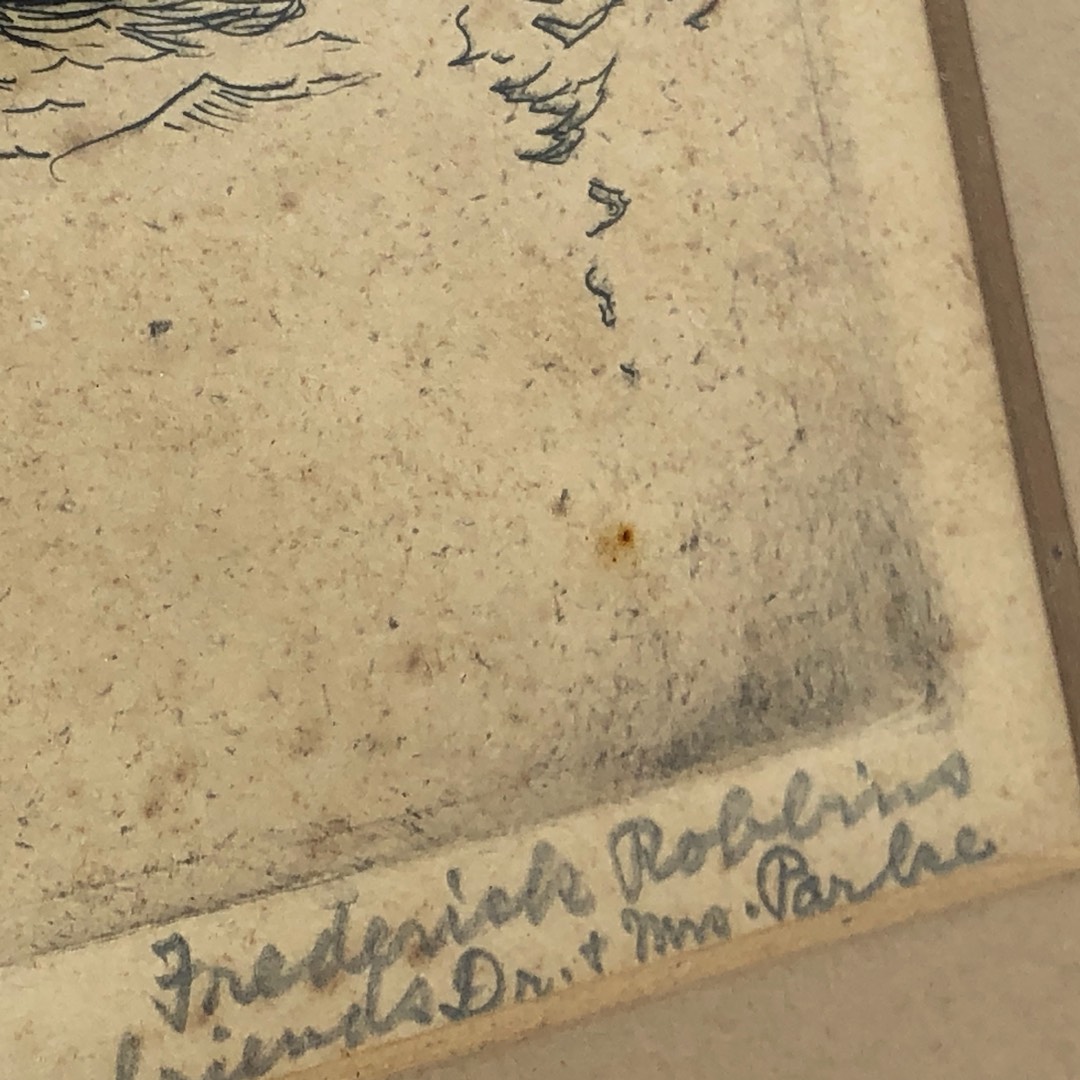 Frederick Robbins
friends Dr. + Mrs. Parke